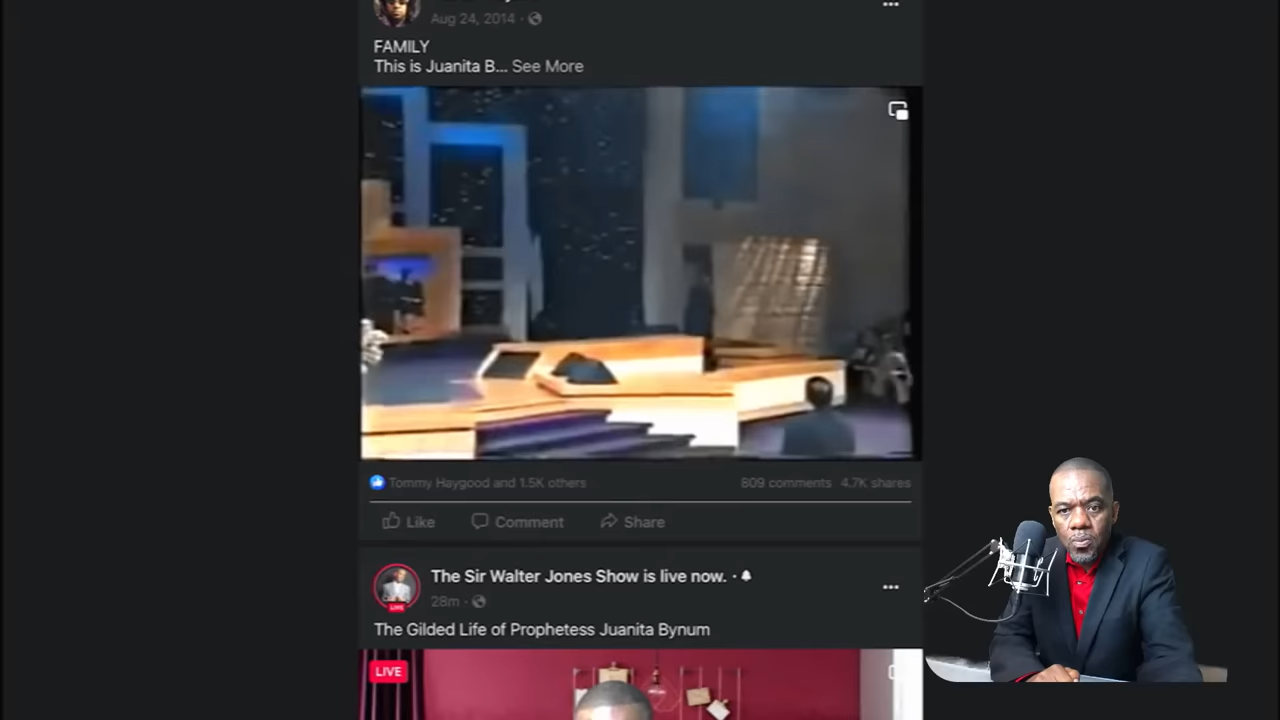 Aug 24, 2014 ·
FAMILY
This is Juanita B... See More
Tommy Haygood and 1.5K others
809 comments 4.7K shares
Like
Comment
Share
The Sir Walter Jones Show is live now. ·
LIVE
28m ·
The Gilded Life of Prophetess Juanita Bynum
LIVE